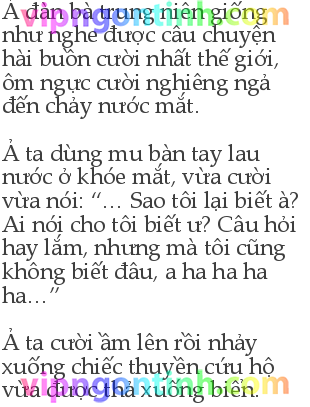 Ả đàn bà trung niên giống
như nghe được câu chuyện
hài buồn cười nhất thế giới,
ôm ngực cười nghiêng ngả
đến chảy nước mắt.
Ả ta dùng mu bàn tay lau
nước ở khóe mắt, vừa cười
vừa nói: “… Sao tôi lại biết à?
Ai nói cho tôi biết ư? Câu hỏi
hay lắm, nhưng mà tôi cũng
không biết đâu, a ha ha ha
ha…”
Ả ta cười ầm lên rồi nhảy
xuống chiếc thuyền cứu hộ
vừa được thả xuống biển.
vipngontinh.com
vipngontinh.com